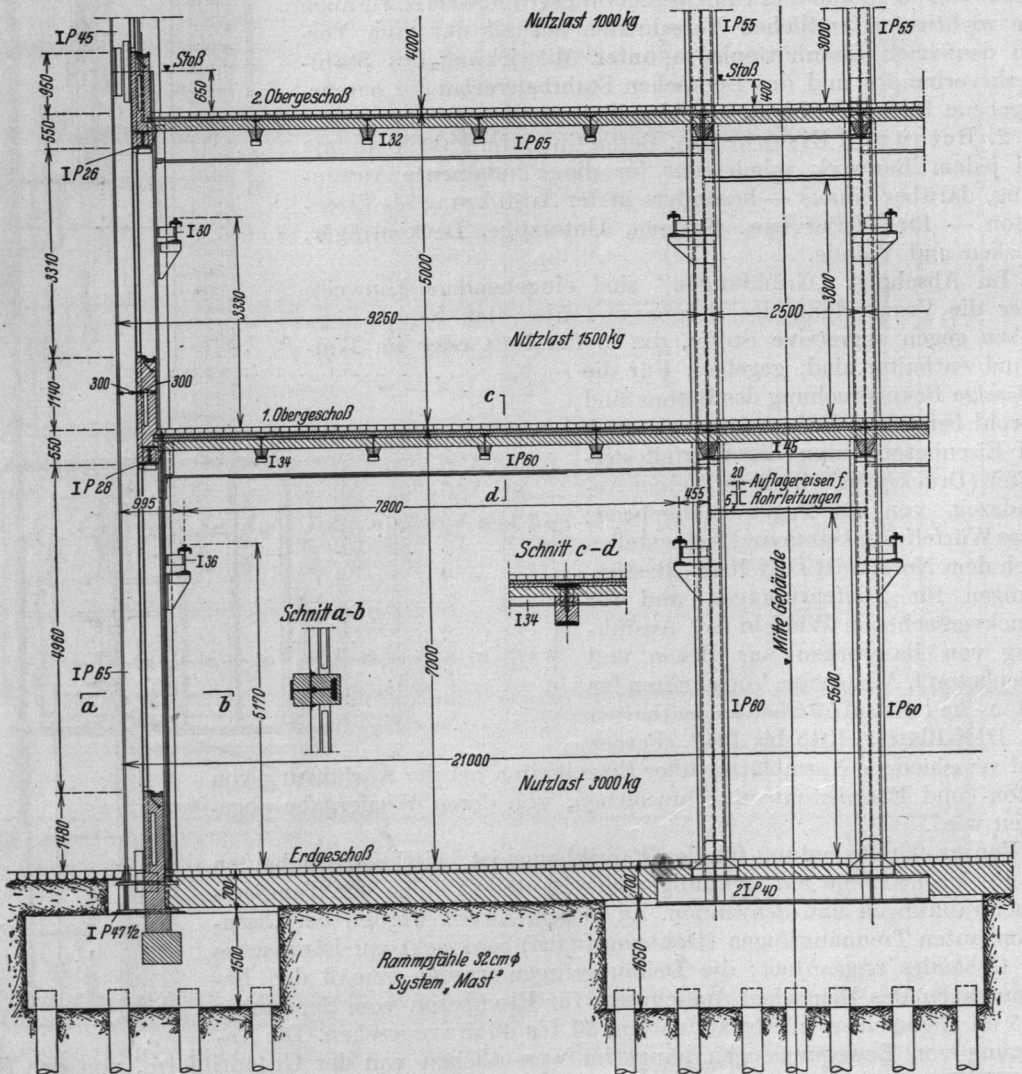 Nutzlast 1000 kg
I P 45
I P 55
I P 55
4000
3000
Stoß
Stoß
950
650
400
2. Obergeschoß
550
I 32
I P 65
I P 26
I 30
3310
3330
5000
3800
9250
2500
Nutzlast 1500 kg
300
300
1140
c
1. Obergeschoß
550
I 34
I P 60
I 45
I P 28
20
Auflagereisen f.
Rohrleitungen
5
995
7800
d
455
I 36
Schnitt c-d
Schnitt a-b
I 34
Mitte Gebäude
4960
I P 65
a
b
5170
7000
5500
I P 60
I P 60
21000
Nutzlast 3000 kg
1480
Erdgeschoß
700
700
2 I P 40
I P 47 1/2
Rammpfähle 32 cm ϕ
System „Mast“
1500
1650